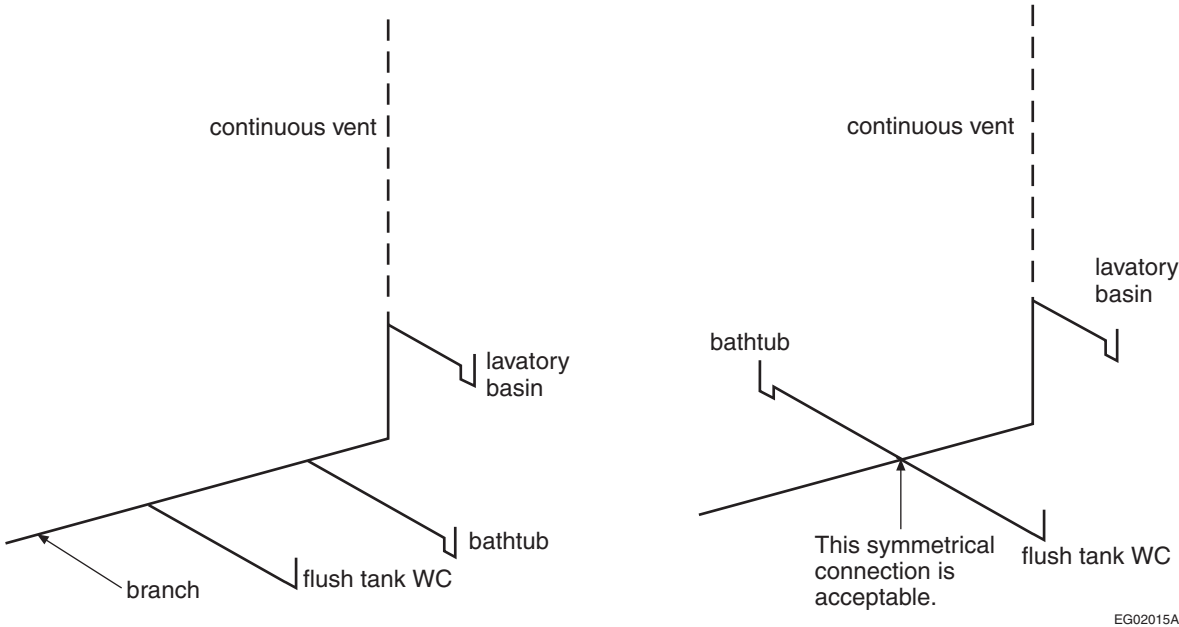 continuous vent
lavatory
basin
bathtub
flush tank WC
branch
continuous vent
lavatory
basin
bathtub
This symmetrical
connection is
acceptable.
flush tank WC
EG02015A